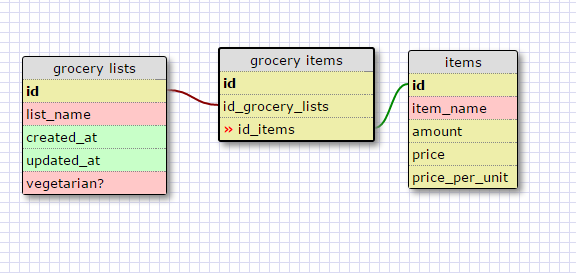 grocery lists
id
list_name
created_at
updated_at
vegetarian?
grocery items
id
id_grocery_lists
» id_items
items
id
item_name
amount
price
price_per_unit